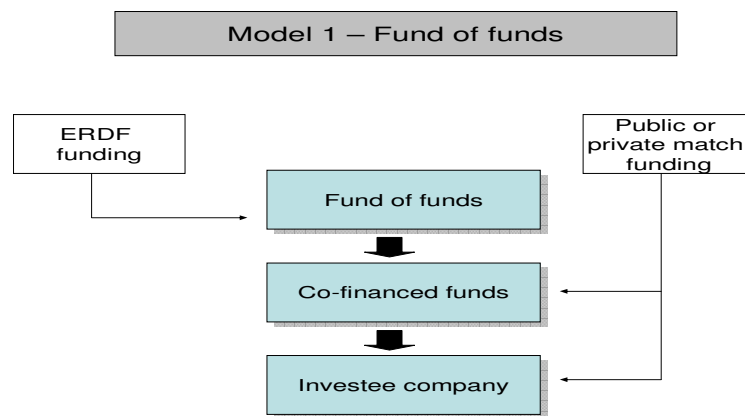 Model 1 – Fund of funds
ERDF
funding
Public or
private match
funding
Fund of funds
Co-financed funds
Investee company